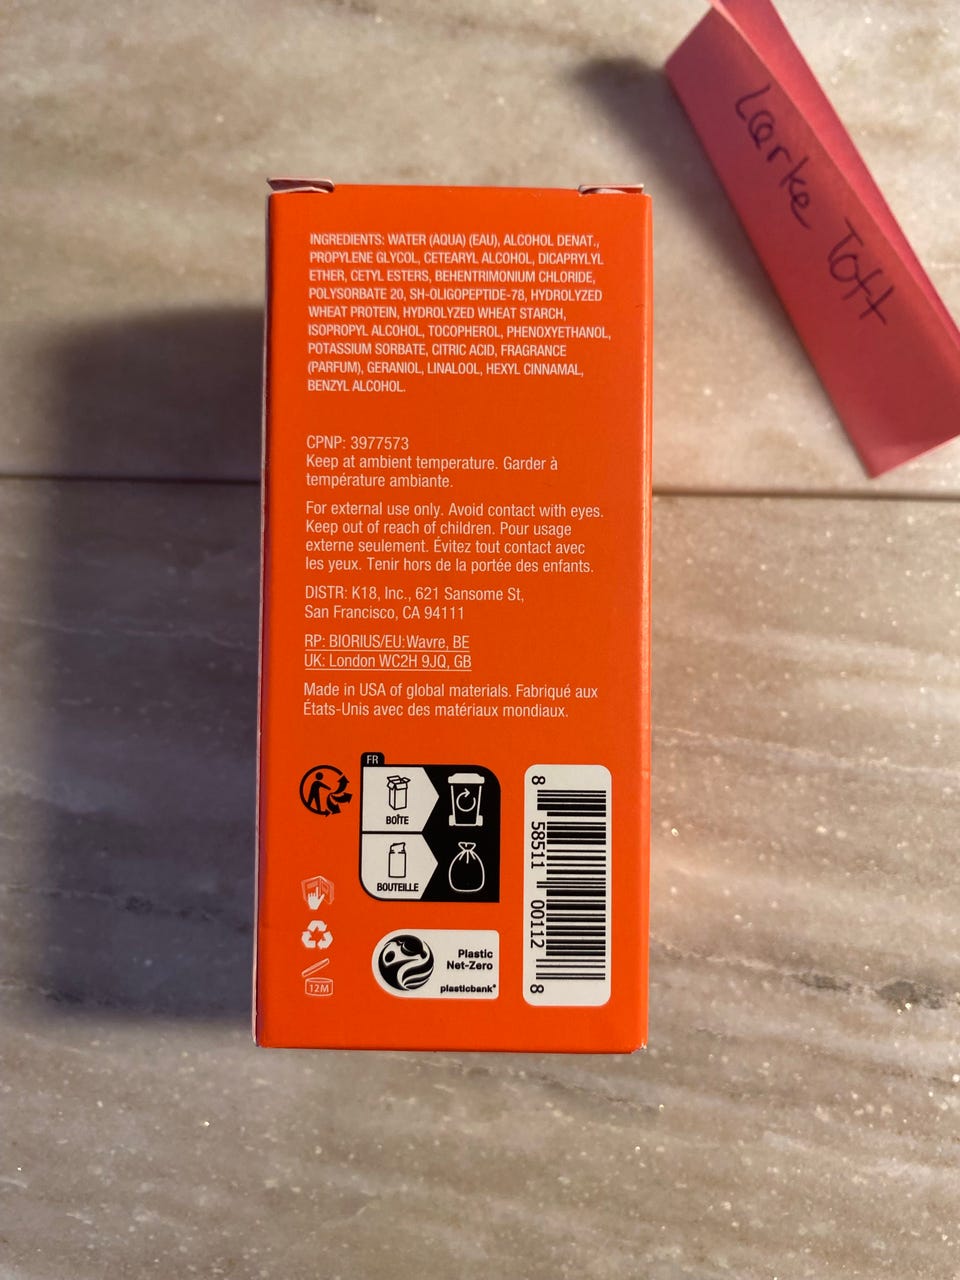 Lærke Toft
INGREDIENTS: WATER (AQUA) (EAU), ALCOHOL DENAT.,
PROPYLENE GLYCOL, CETEARYL ALCOHOL, DICAPRYLYL
ETHER, CETYL ESTERS, BEHENTRIMONIUM CHLORIDE,
POLYSORBATE 20, SH-OLIGOPEPTIDE-78, HYDROLYZED
WHEAT PROTEIN, HYDROLYZED WHEAT STARCH,
ISOPROPYL ALCOHOL, TOCOPHEROL, PHENOXYETHANOL,
POTASSIUM SORBATE, CITRIC ACID, FRAGRANCE
(PARFUM), GERANIOL, LINALOOL, HEXYL CINNAMAL,
BENZYL ALCOHOL.
CPNP: 3977573
Keep at ambient temperature. Garder à
température ambiante.
For external use only. Avoid contact with eyes.
Keep out of reach of children. Pour usage
externe seulement. Évitez tout contact avec
les yeux. Tenir hors de la portée des enfants.
DISTR: K18, Inc., 621 Sansome St,
San Francisco, CA 94111
RP: BIORIUS/EU:Wavre, BE
UK: London WC2H 9JQ, GB
Made in USA of global materials. Fabriqué aux
États-Unis avec des matériaux mondiaux.
FR
BOÎTE
BOUTEILLE
Plastic
Net-Zero
plasticbank®
12M
8 58511 00112 8